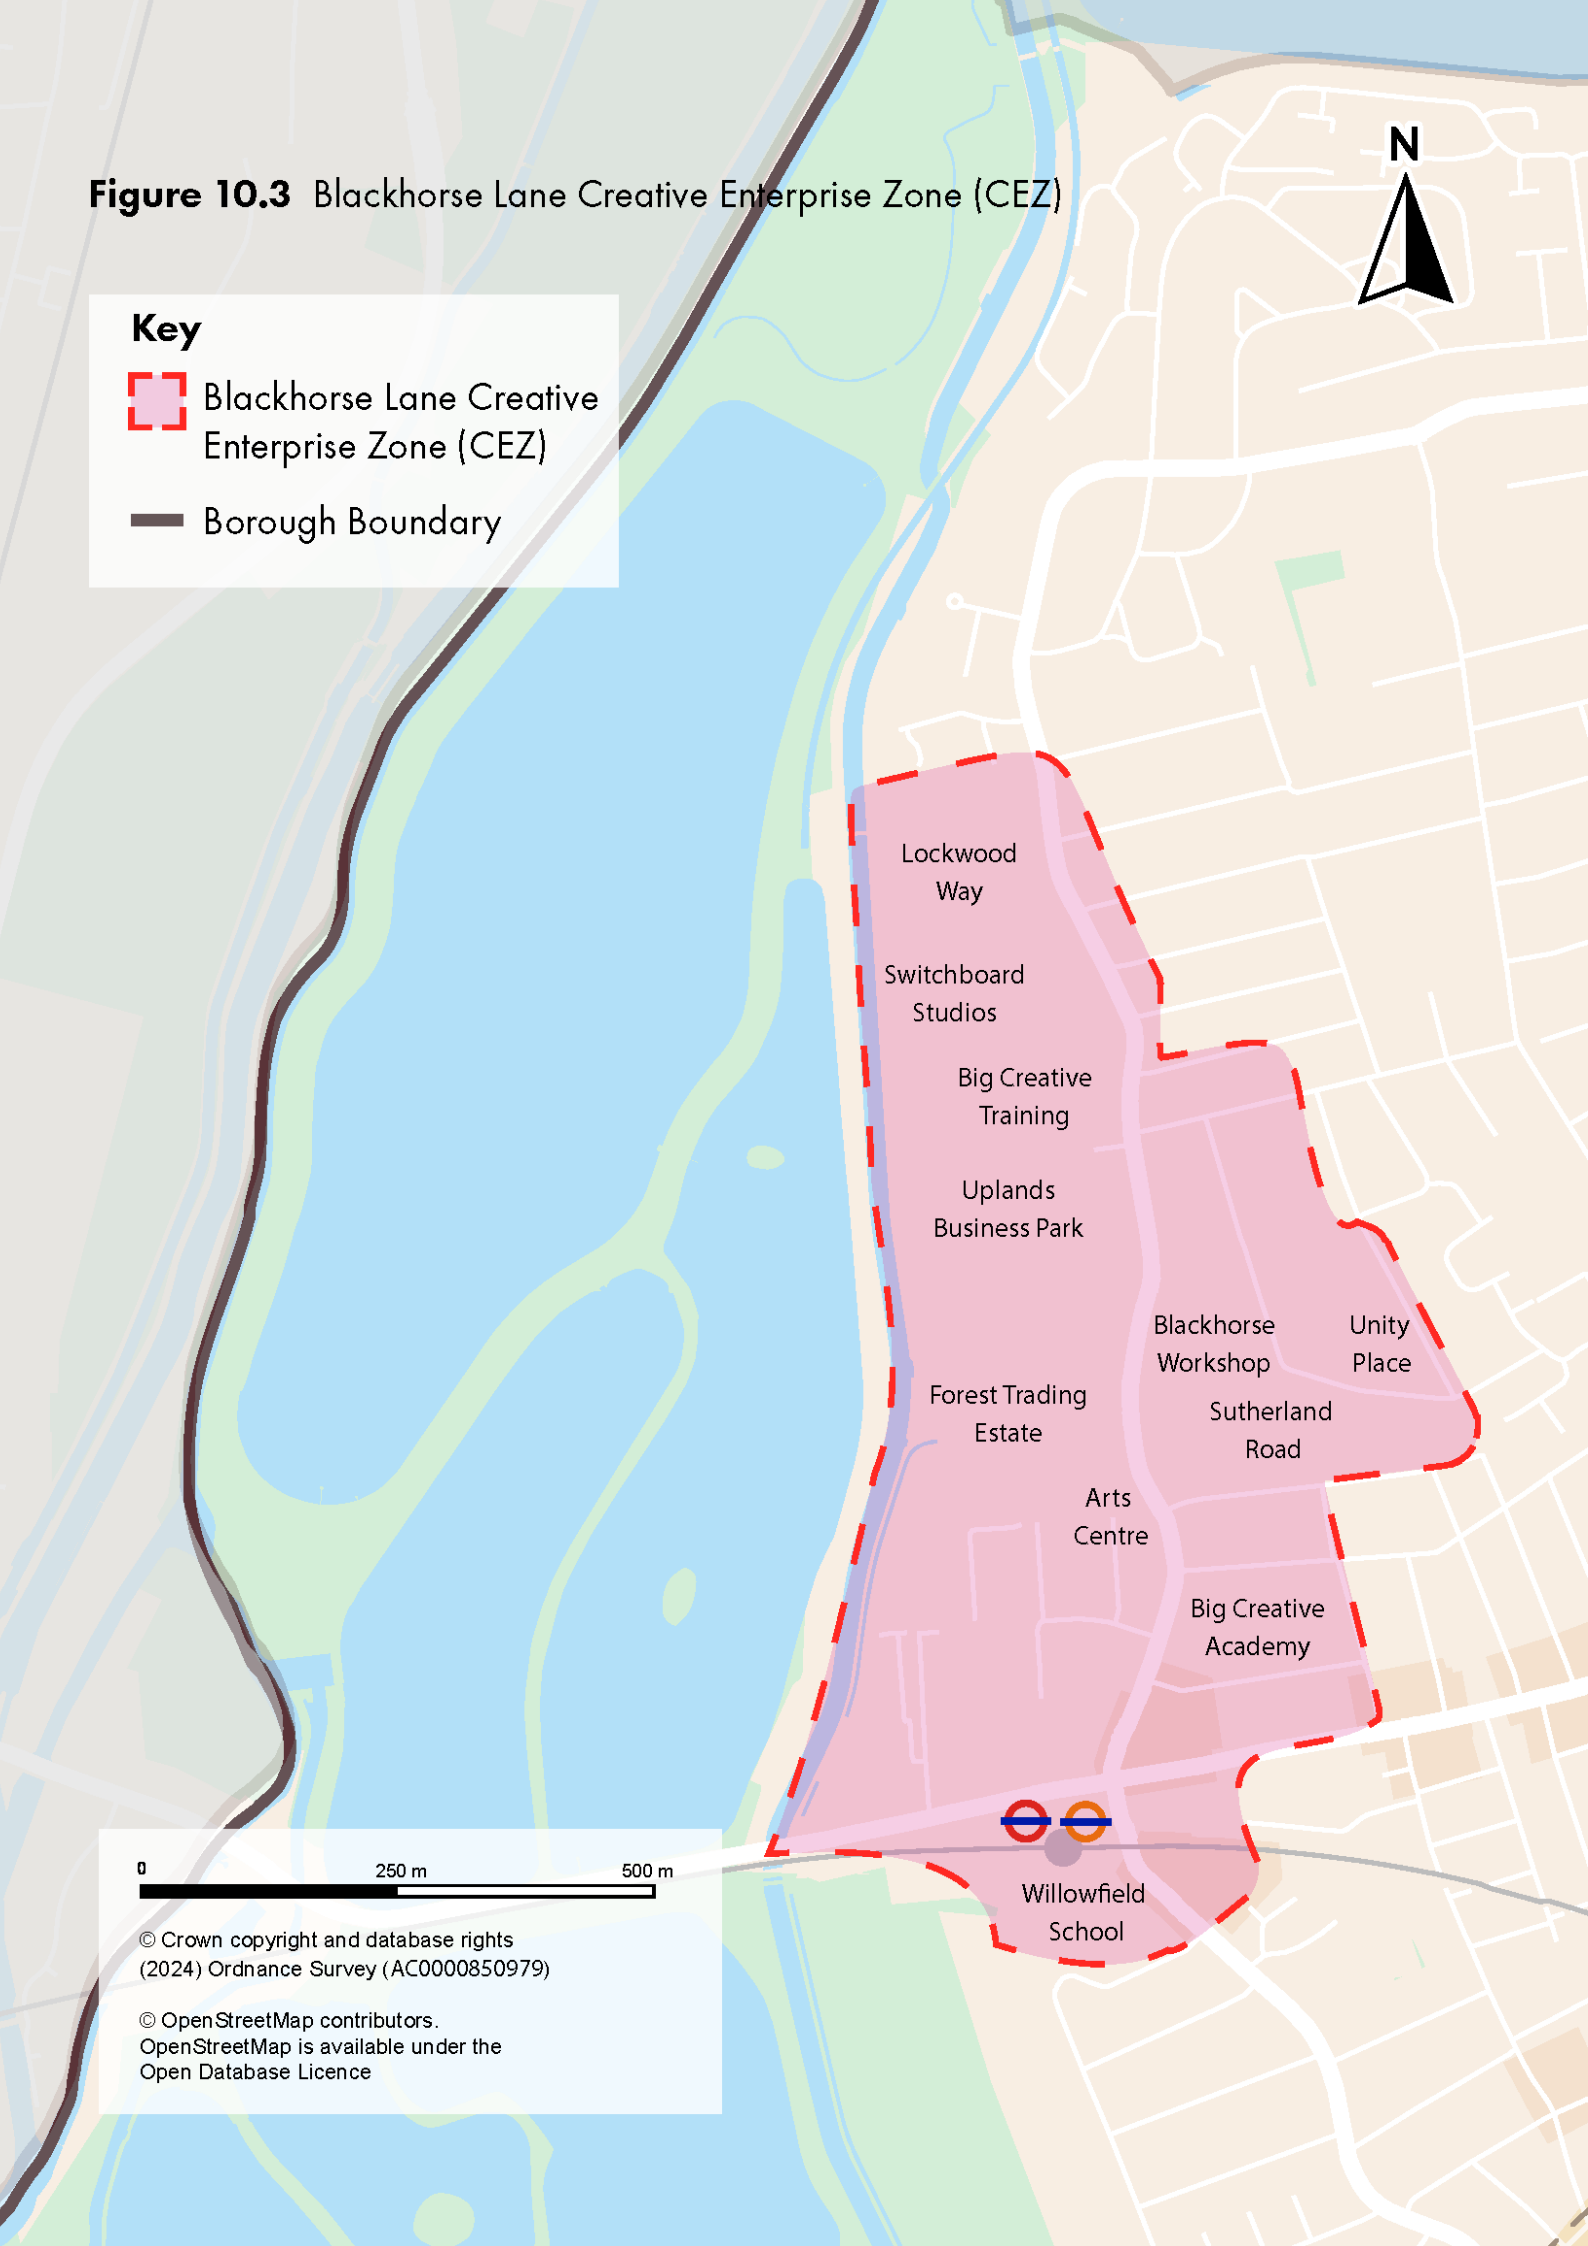 Figure 10.3 Blackhorse Lane Creative Enterprise Zone (CEZ)
N
Key
Blackhorse Lane Creative
Enterprise Zone (CEZ)
Borough Boundary
Lockwood
Way
Switchboard
Studios
Big Creative
Training
Uplands
Business Park
Blackhorse
Workshop
Unity
Place
Forest Trading
Estate
Sutherland
Road
Arts
Centre
Big Creative
Academy
Willowfield
School
0 250 m 500 m
© Crown copyright and database rights
(2024) Ordnance Survey (AC0000850979)
© OpenStreetMap contributors.
OpenStreetMap is available under the
Open Database Licence